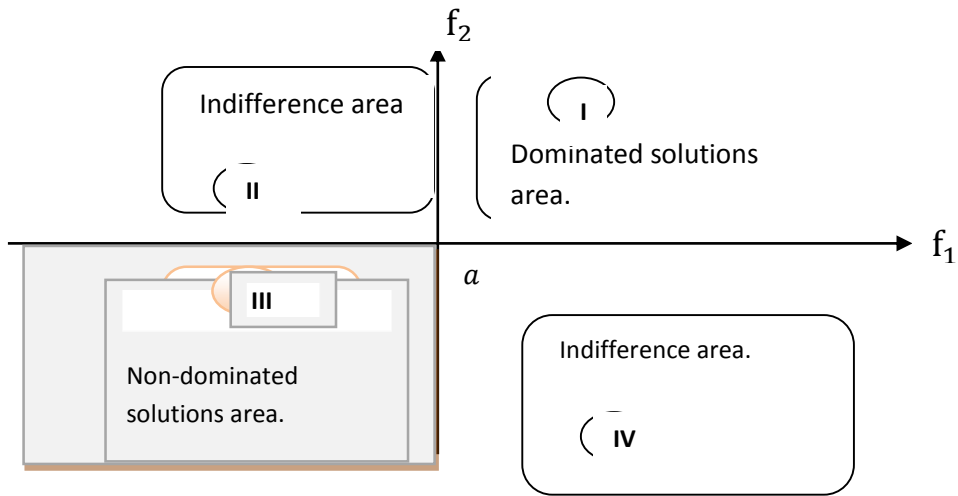 f₂
Indifference area
I
Dominated solutions
area.
II
f₁
a
III
Indifference area.
Non-dominated
solutions area.
IV